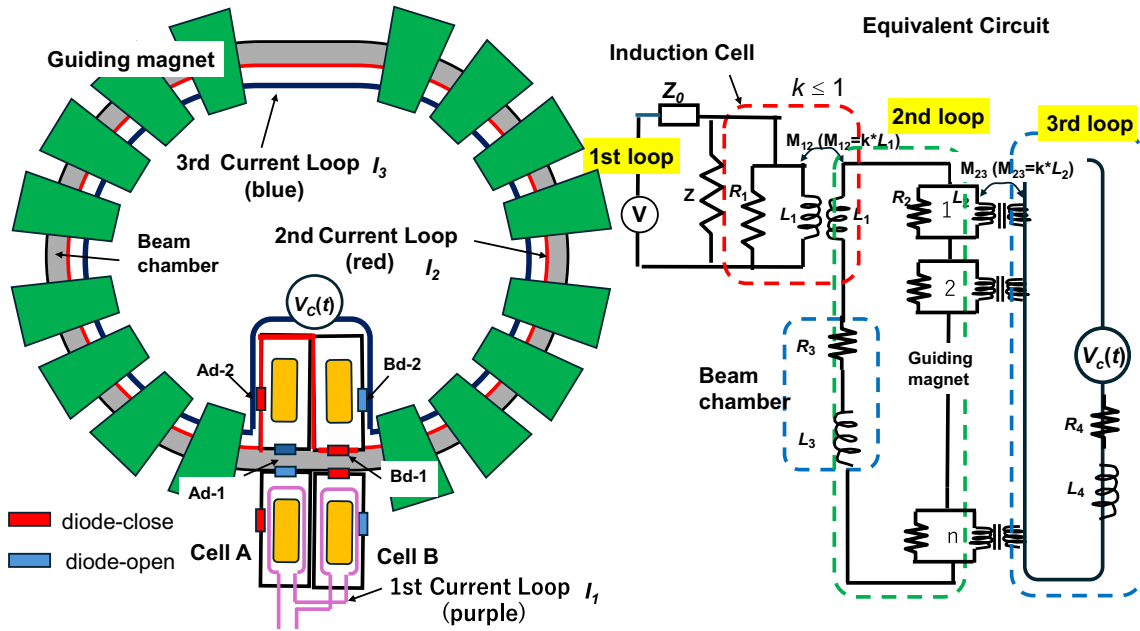 Guiding magnet
3rd Current Loop I₃
(blue)
Beam
chamber
2nd Current Loop
(red) I₂
V_C(t)
Ad-2
Bd-2
Ad-1
Bd-1
diode-close
diode-open
Cell A
Cell B
1st Current Loop I₁
(purple)
Equivalent Circuit
Induction Cell
k ≤ 1
Z₀
1st loop
2nd loop
3rd loop
M₁₂ (M₁₂=k*L₁)
M₂₃ (M₂₃=k*L₂)
V
Z
R₁
L₁
L₁
R₂
1
L₂
2
Guiding
magnet
n
R₃
Beam
chamber
L₃
V_c(t)
R₄
L₄